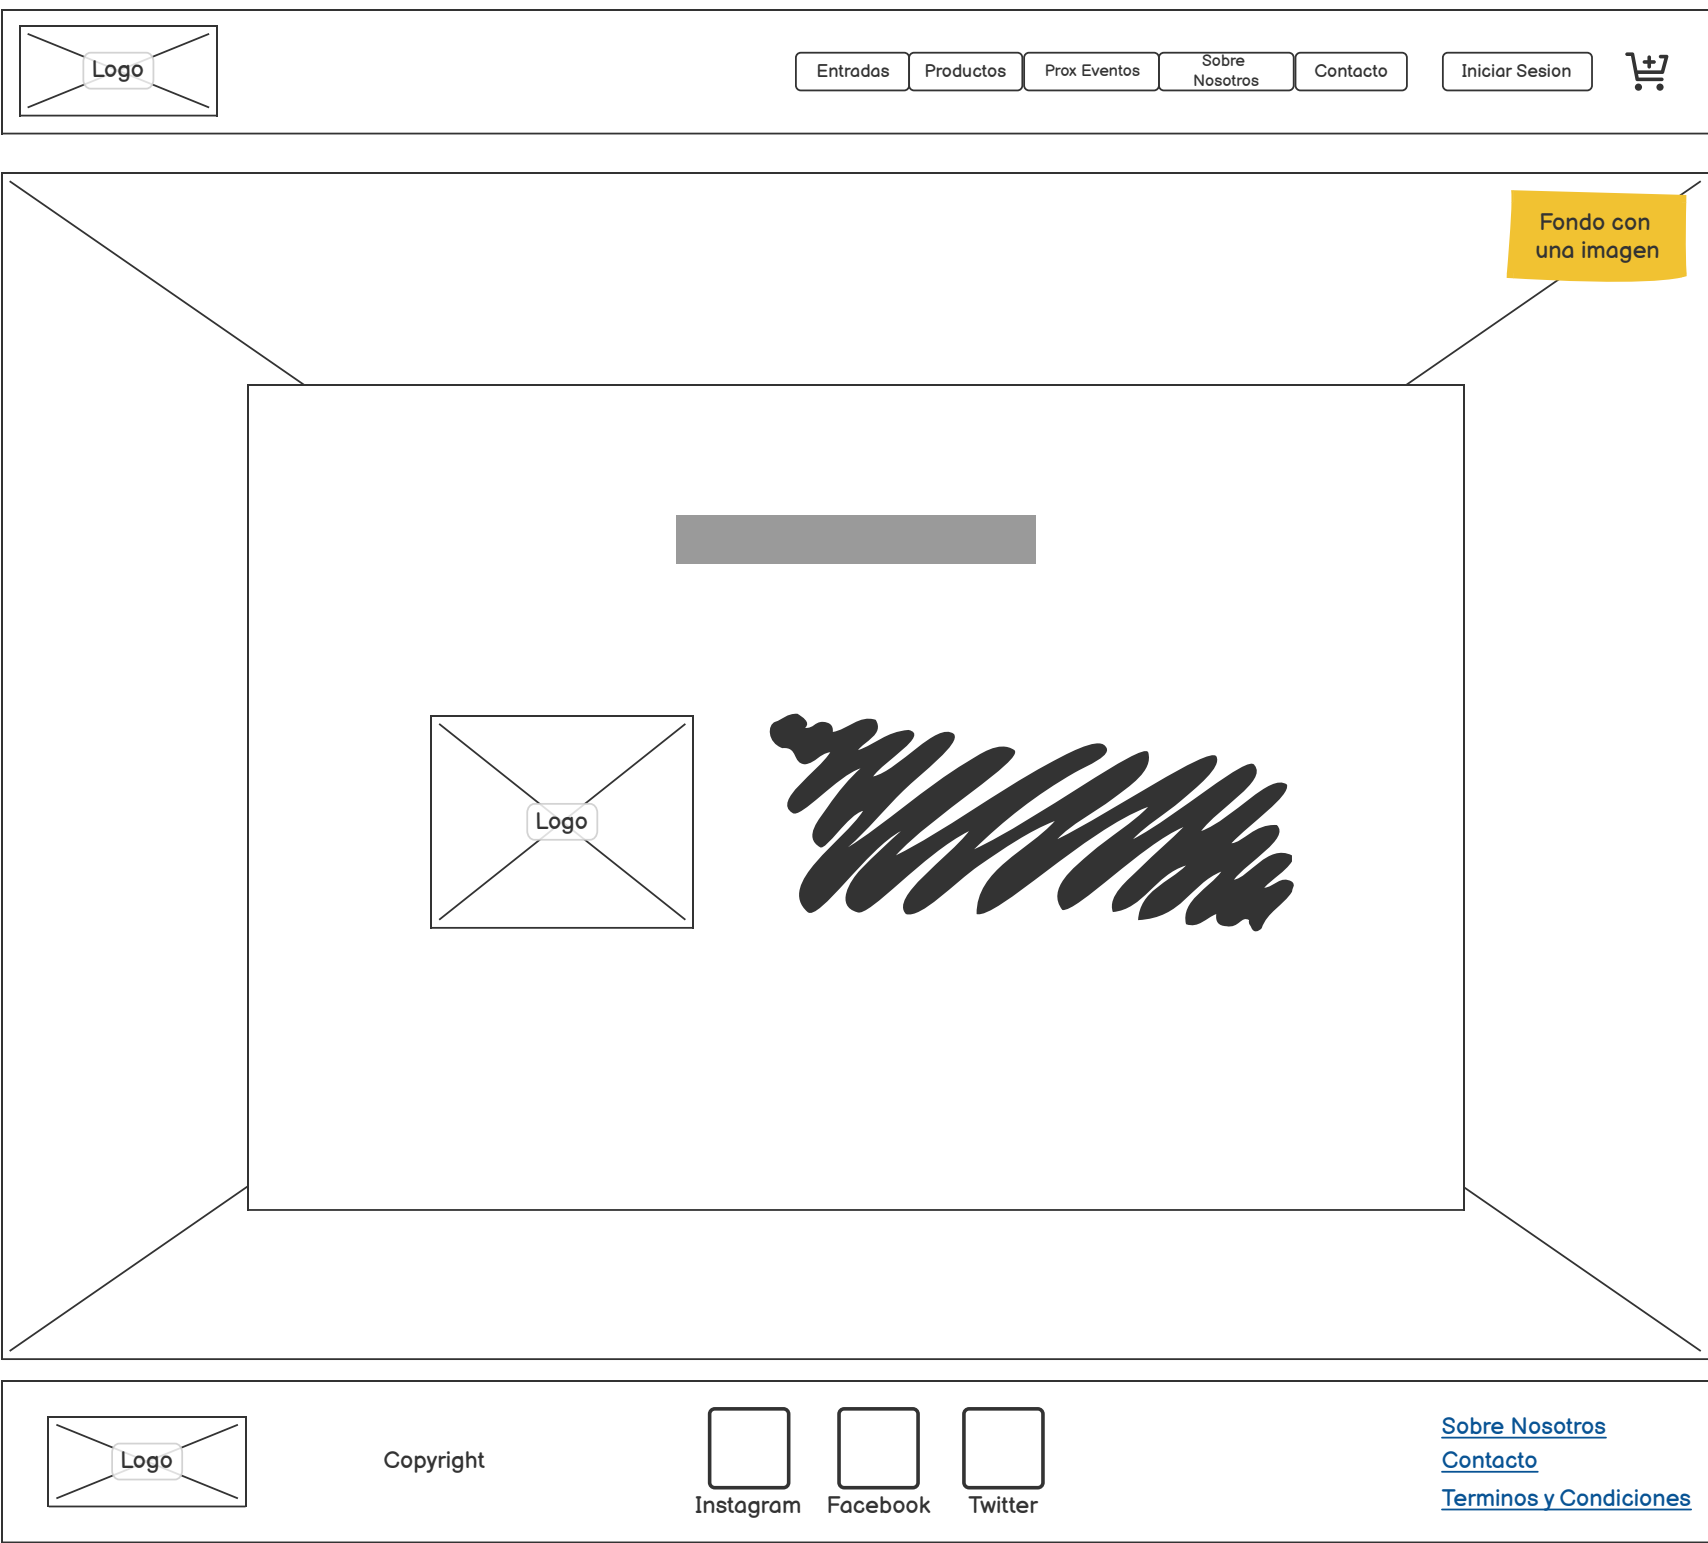 Logo
Entradas
Productos
Prox Eventos
Sobre
Nosotros
Contacto
Iniciar Sesion
Fondo con
una imagen
Logo
Logo
Copyright
Instagram
Facebook
Twitter
Sobre Nosotros
Contacto
Terminos y Condiciones